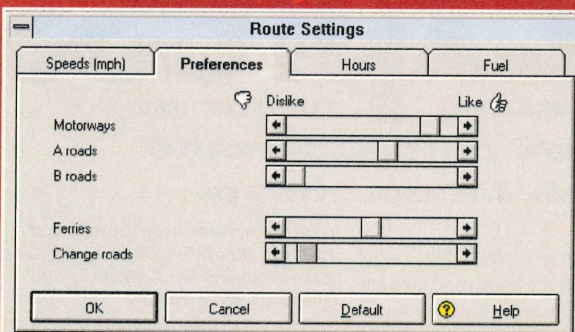 Route Settings
Speeds (mph) Preferences Hours Fuel
Dislike Like
Motorways
A roads
B roads
Ferries
Change roads
OK Cancel Default ? Help